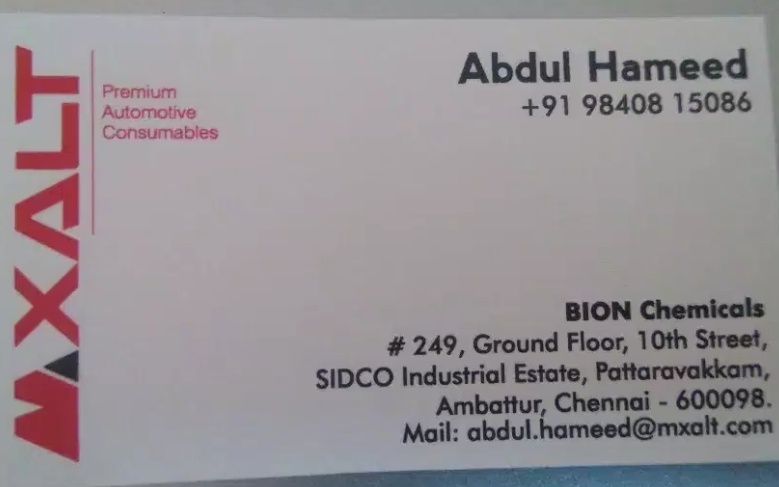 MXALT
Premium
Automotive
Consumables
Abdul Hameed
+91 98408 15086
BION Chemicals
# 249, Ground Floor, 10th Street,
SIDCO Industrial Estate, Pattaravakkam,
Ambattur, Chennai - 600098.
Mail: abdul.hameed@mxalt.com